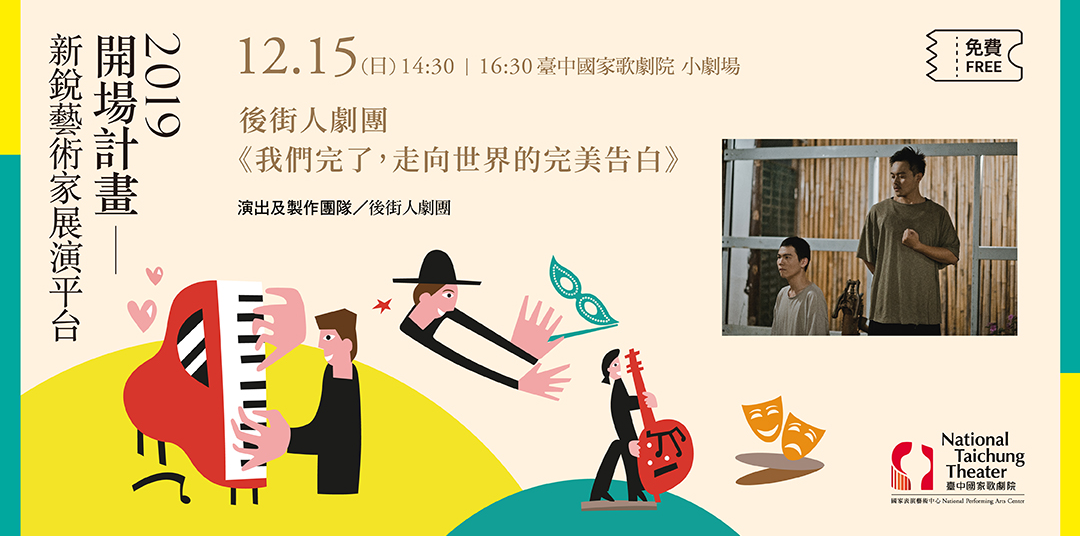 2019
開場計畫——
新銳藝術家展演平台
12.15(日)14:30 | 16:30 臺中國家歌劇院 小劇場
後街人劇團
《我們完了，走向世界的完美告白》
演出及製作團隊／後街人劇團
免費
FREE
National
Taichung
Theater
臺中國家歌劇院
國家表演藝術中心 National Performing Arts Center